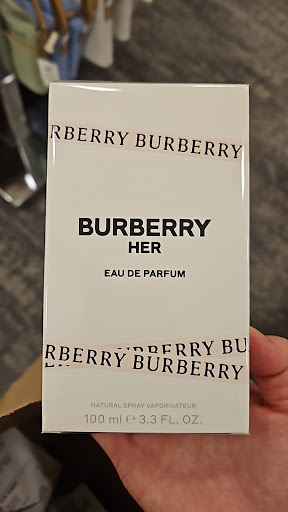 RBERRY BURBERRY
BURBERRY
HER
EAU DE PARFUM
RBERRY BU
RBERRY BURBERRY
NATURAL SPRAY VAPORISATEUR
100 ml ℮ 3.3 FL. OZ.